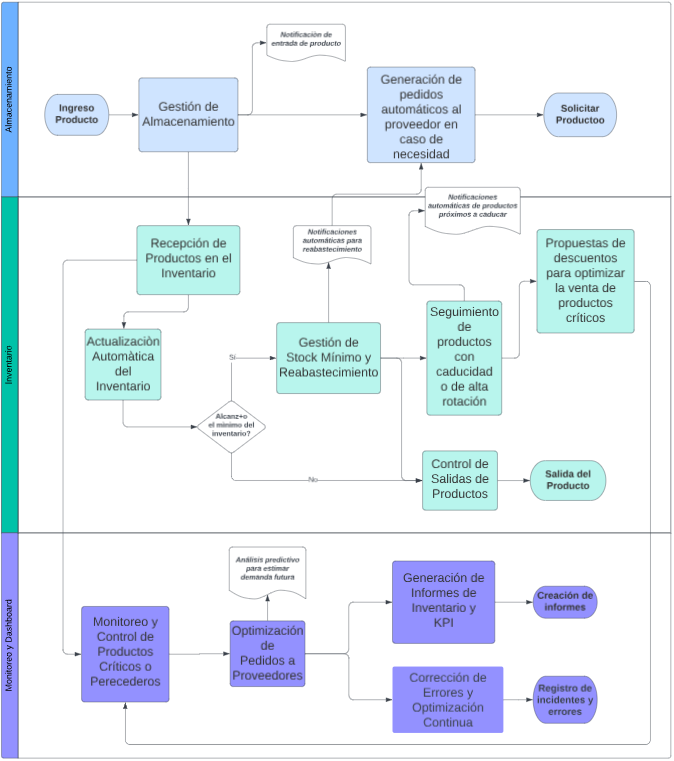 Almacenamiento
Notificaciòn de
entrada de producto
Ingreso
Producto
Gestión de
Almacenamiento
Generación de
pedidos
automáticos al
proveedor en
caso de
necesidad
Solicitar
Productoo
Inventario
Notificaciones
automáticas de productos
próximos a caducar
Notificaciones
automáticas para
reabastecimiento
Recepción de
Productos en el
Inventario
Propuestas de
descuentos
para optimizar
la venta de
productos
críticos
Actualizaciòn
Automàtica
del
Inventario
Sí
Gestión de
Stock Mínimo y
Reabastecimiento
Seguimiento
de
productos
con
caducidad
o de alta
rotación
Alcanz+o
el mínimo del
inventario?
No
Control de
Salidas de
Productos
Salida del
Producto
Monitoreo y Dashboard
Análisis predictivo
para estimar
demanda futura
Generación de
Informes de
Inventario y
KPI
Creación de
informes
Monitoreo y
Control de
Productos
Críticos o
Perecederos
Optimización
de
Pedidos a
Proveedores
Corrección de
Errores y
Optimización
Continua
Registro de
incidentes y
errores